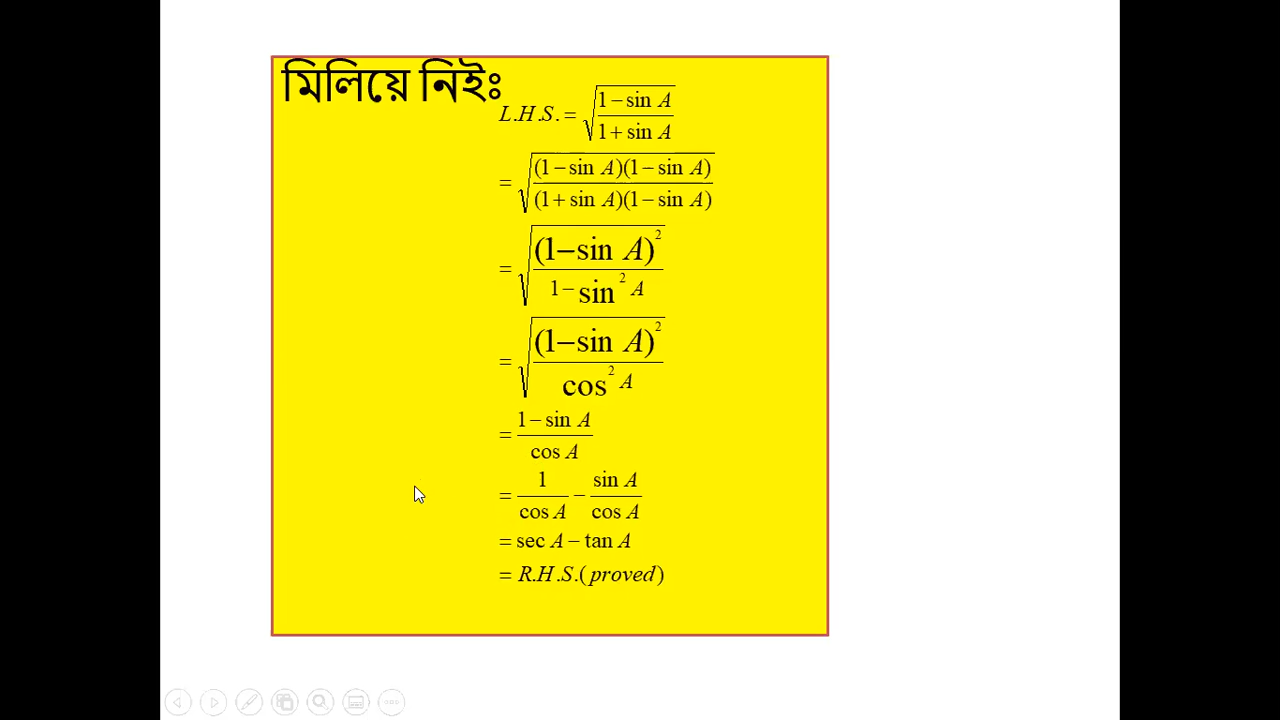 মিলিয়ে নিইঃ
L.H.S. = √((1 − sin A)/(1 + sin A))
= √((1 − sin A)(1 − sin A)/(1 + sin A)(1 − sin A))
= √((1−sin A)²/(1 − sin² A))
= √((1−sin A)²/cos² A)
= (1 − sin A)/(cos A)
= 1/(cos A) − (sin A)/(cos A)
= sec A − tan A
= R.H.S.(proved)